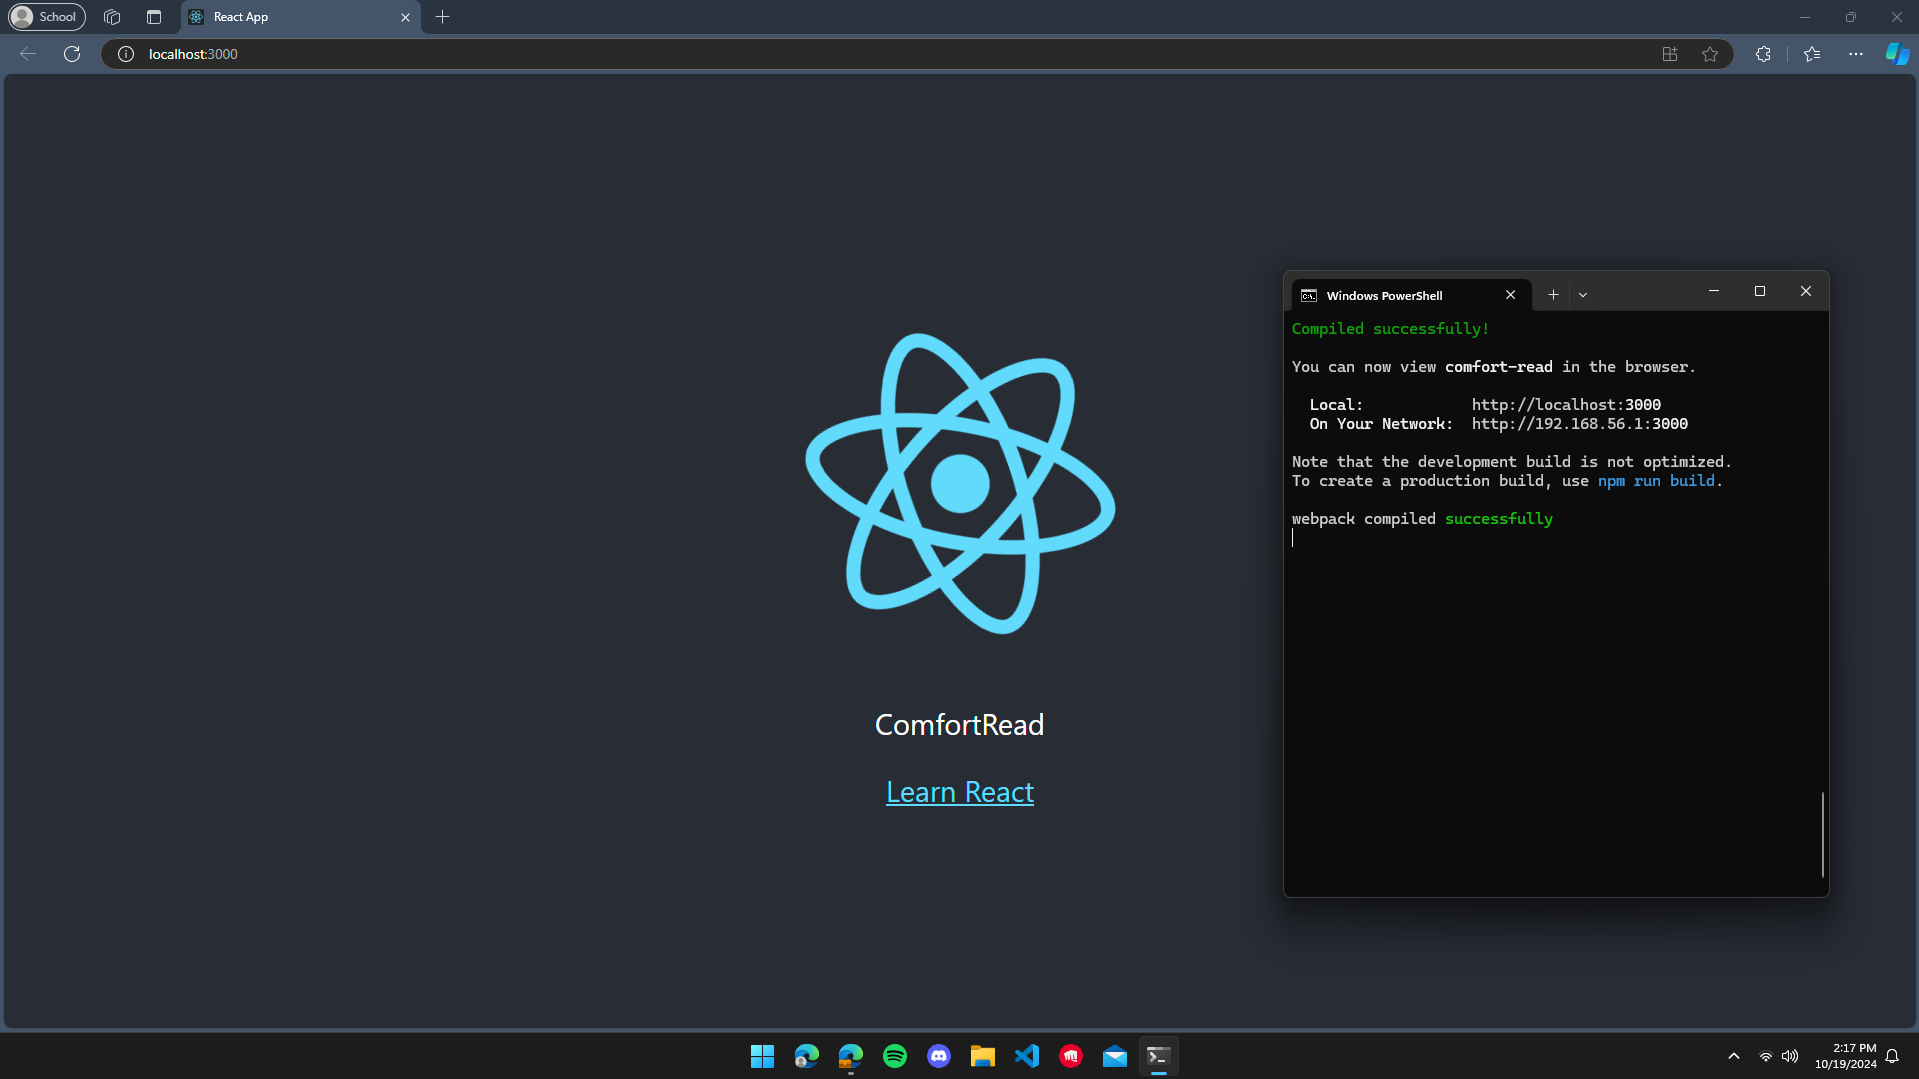 School
React App
localhost:3000
Windows PowerShell
Compiled successfully!
You can now view comfort-read in the browser.
Local: http://localhost:3000
On Your Network: http://192.168.56.1:3000
Note that the development build is not optimized.
To create a production build, use npm run build.
webpack compiled successfully
ComfortRead
Learn React
2:17 PM
10/19/2024